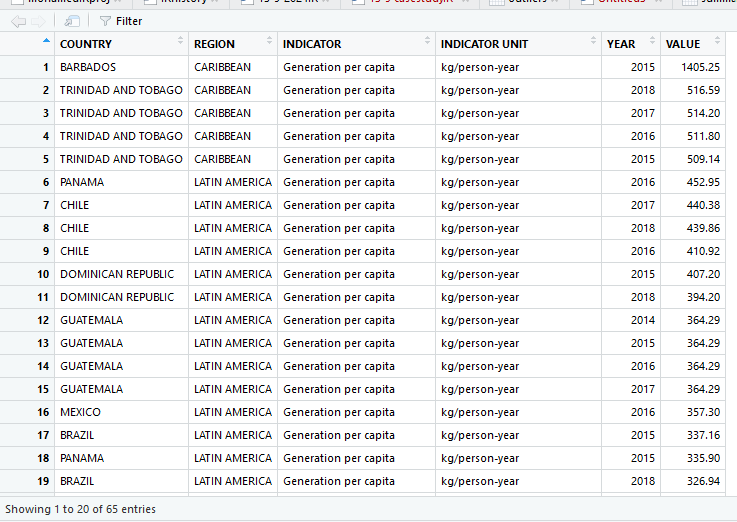 Filter
COUNTRY REGION INDICATOR INDICATOR UNIT YEAR VALUE
1 BARBADOS CARIBBEAN Generation per capita kg/person-year 2015 1405.25
2 TRINIDAD AND TOBAGO CARIBBEAN Generation per capita kg/person-year 2018 516.59
3 TRINIDAD AND TOBAGO CARIBBEAN Generation per capita kg/person-year 2017 514.20
4 TRINIDAD AND TOBAGO CARIBBEAN Generation per capita kg/person-year 2016 511.80
5 TRINIDAD AND TOBAGO CARIBBEAN Generation per capita kg/person-year 2015 509.14
6 PANAMA LATIN AMERICA Generation per capita kg/person-year 2016 452.95
7 CHILE LATIN AMERICA Generation per capita kg/person-year 2017 440.38
8 CHILE LATIN AMERICA Generation per capita kg/person-year 2018 439.86
9 CHILE LATIN AMERICA Generation per capita kg/person-year 2016 410.92
10 DOMINICAN REPUBLIC LATIN AMERICA Generation per capita kg/person-year 2015 407.20
11 DOMINICAN REPUBLIC LATIN AMERICA Generation per capita kg/person-year 2018 394.20
12 GUATEMALA LATIN AMERICA Generation per capita kg/person-year 2014 364.29
13 GUATEMALA LATIN AMERICA Generation per capita kg/person-year 2015 364.29
14 GUATEMALA LATIN AMERICA Generation per capita kg/person-year 2016 364.29
15 GUATEMALA LATIN AMERICA Generation per capita kg/person-year 2017 364.29
16 MEXICO LATIN AMERICA Generation per capita kg/person-year 2016 357.30
17 BRAZIL LATIN AMERICA Generation per capita kg/person-year 2015 337.16
18 PANAMA LATIN AMERICA Generation per capita kg/person-year 2015 335.90
19 BRAZIL LATIN AMERICA Generation per capita kg/person-year 2018 326.94
Showing 1 to 20 of 65 entries